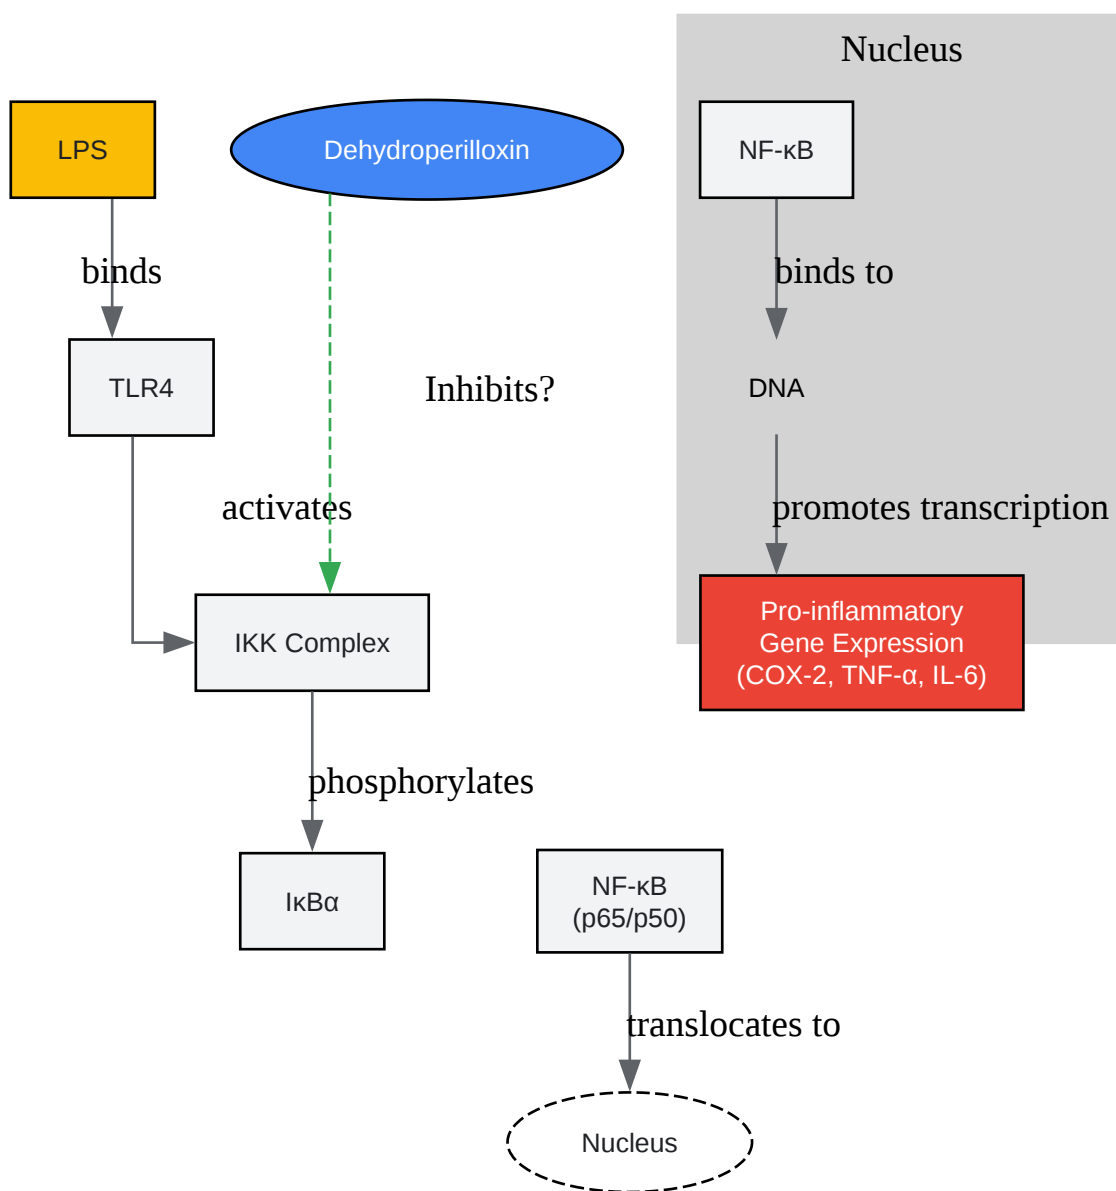 Nucleus
LPS
Dehydroperilloxin
NF-κB
binds
binds to
TLR4
Inhibits?
DNA
activates
promotes transcription
IKK Complex
Pro-inflammatory
Gene Expression
(COX-2, TNF-α, IL-6)
phosphorylates
IκBα
NF-κB
(p65/p50)
translocates to
Nucleus